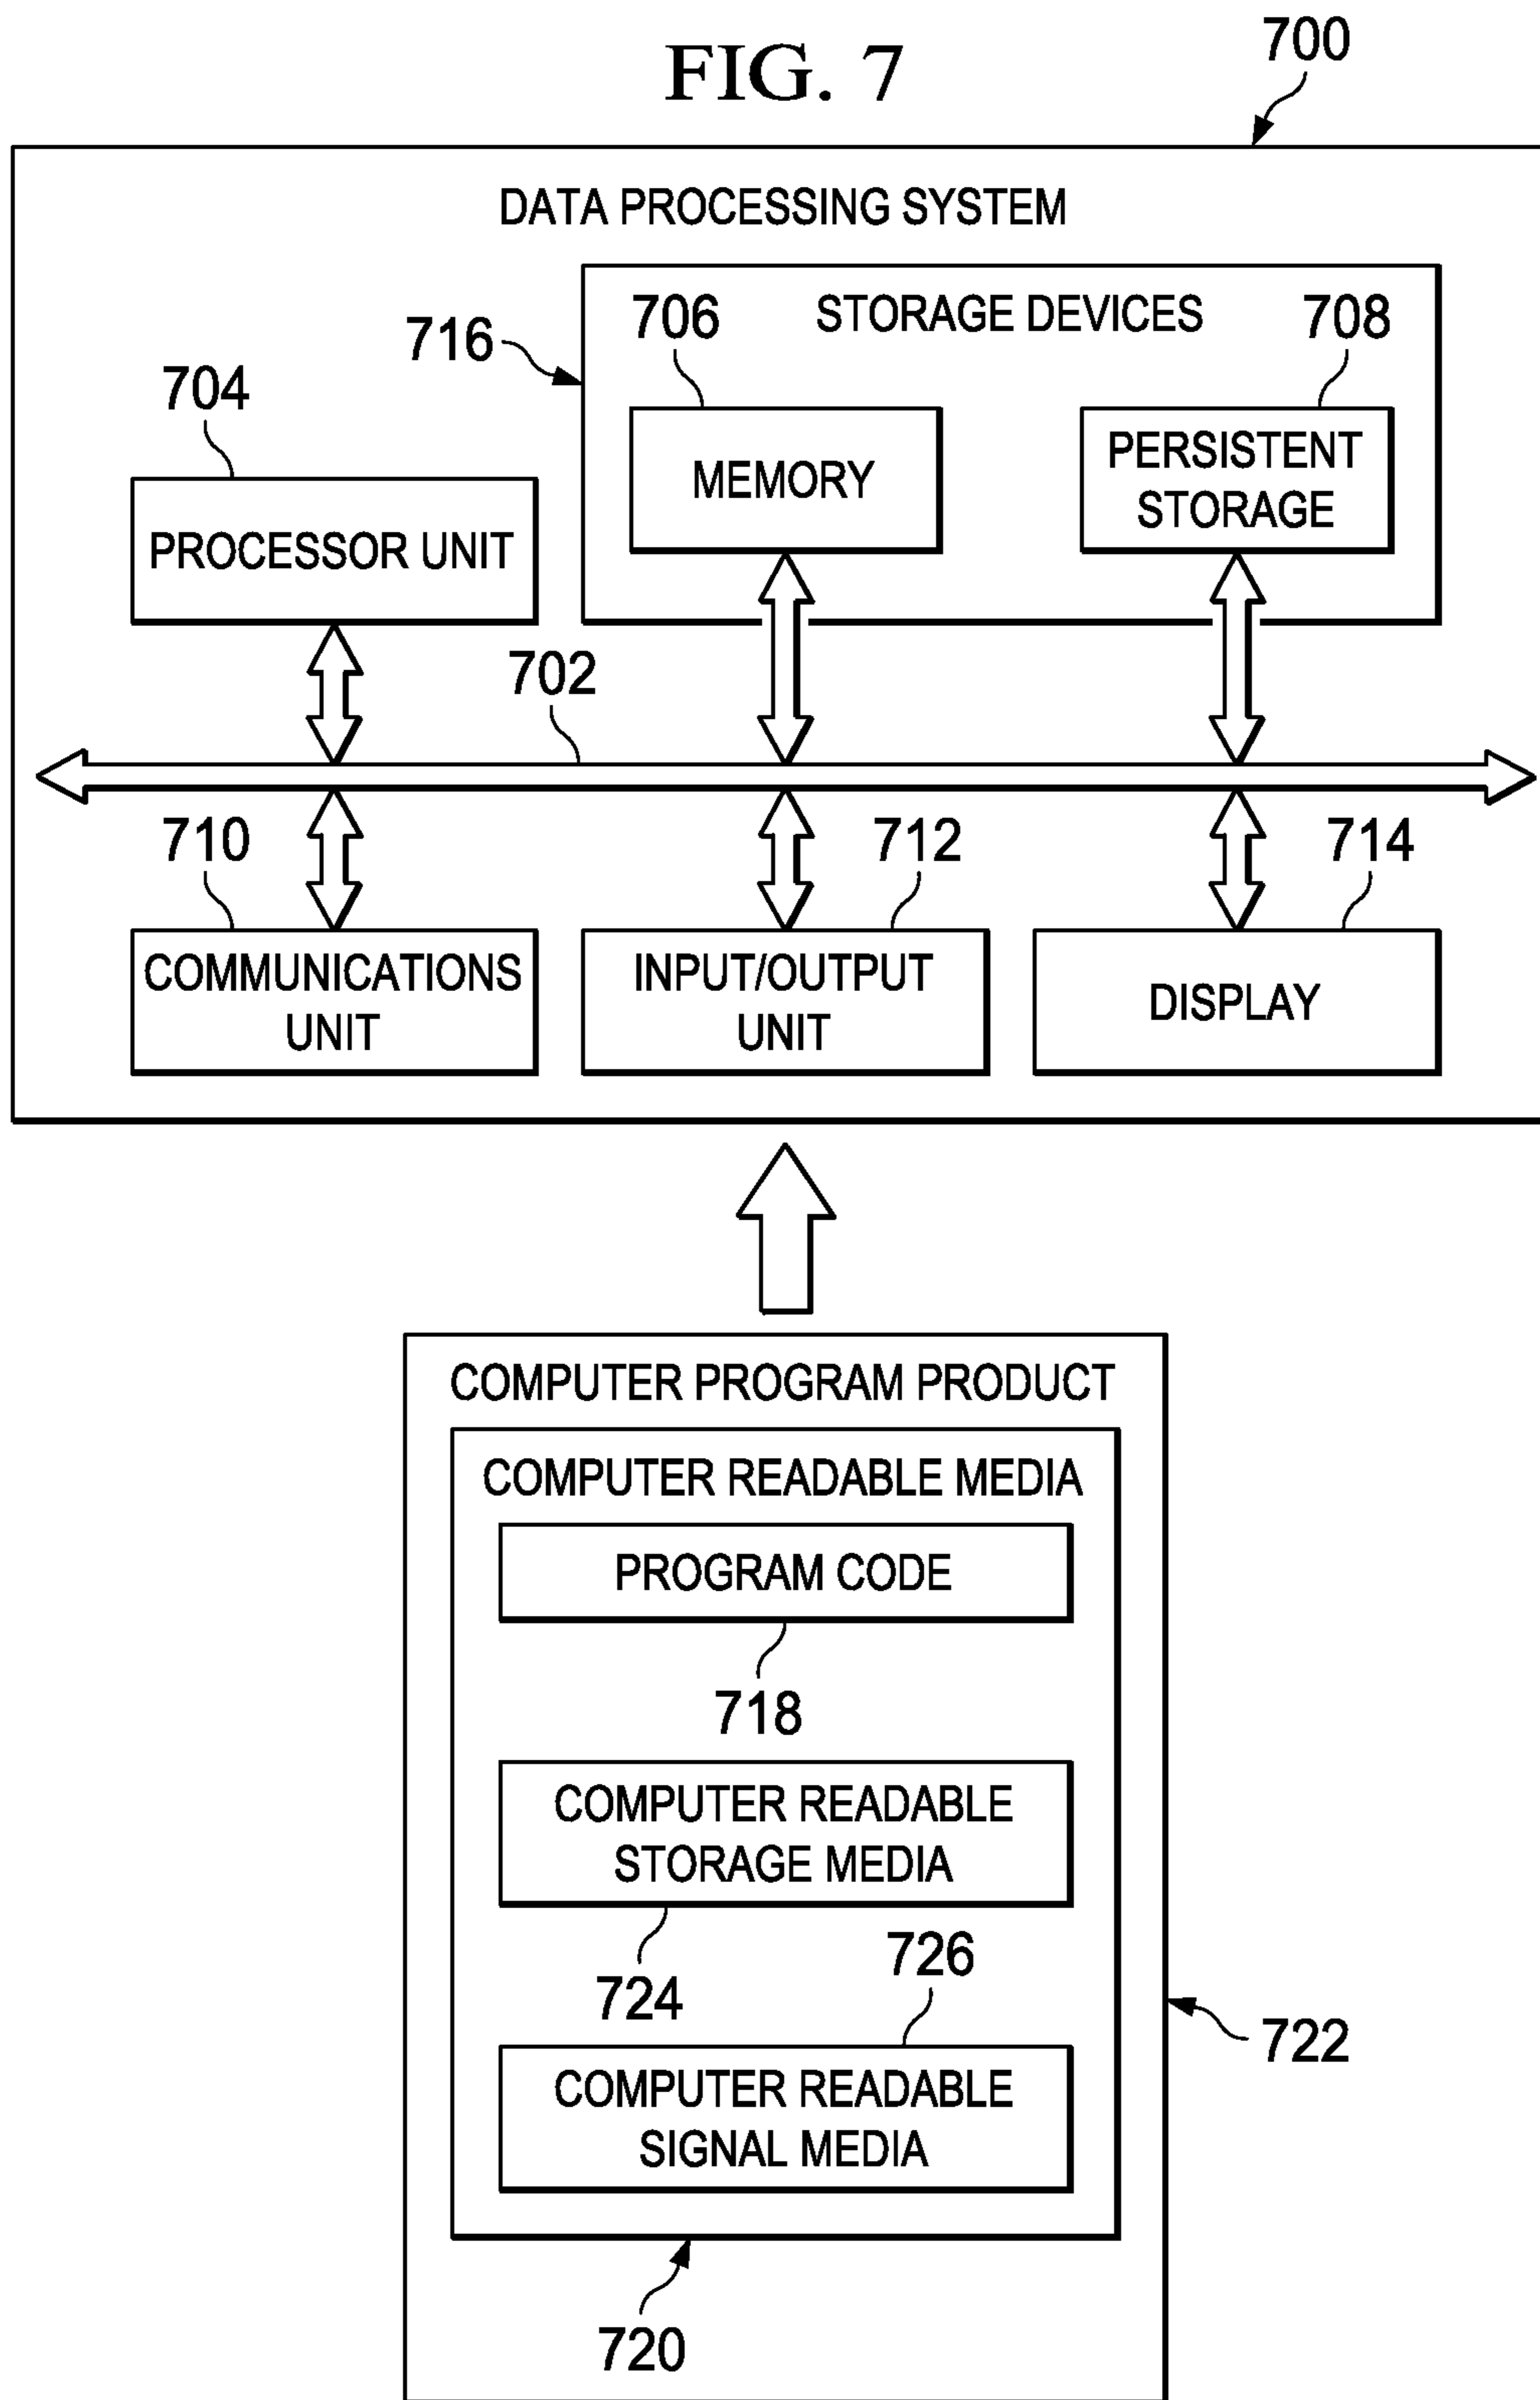 FIG. 7
700
DATA PROCESSING SYSTEM
716
706
STORAGE DEVICES
708
704
MEMORY
PERSISTENT
STORAGE
PROCESSOR UNIT
702
710
712
714
COMMUNICATIONS
UNIT
INPUT/OUTPUT
UNIT
DISPLAY
COMPUTER PROGRAM PRODUCT
COMPUTER READABLE MEDIA
PROGRAM CODE
718
COMPUTER READABLE
STORAGE MEDIA
724
726
722
COMPUTER READABLE
SIGNAL MEDIA
720